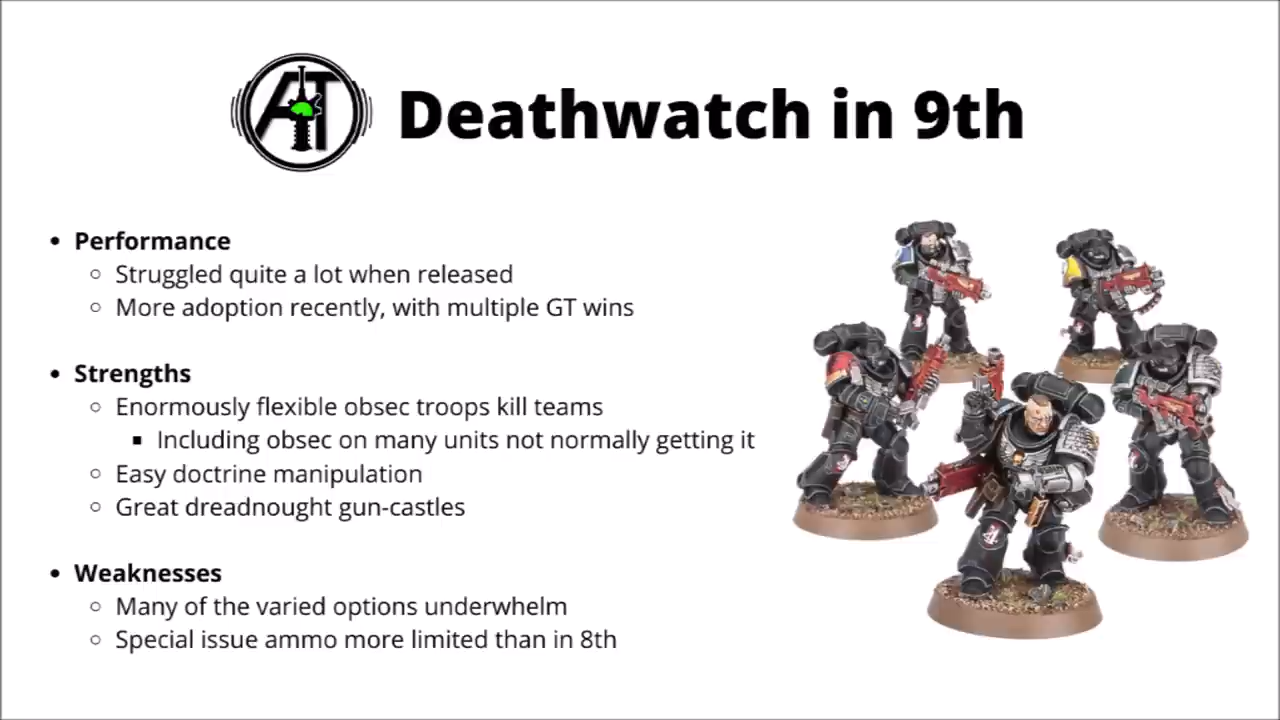 AT
Deathwatch in 9th
Performance
Struggled quite a lot when released
More adoption recently, with multiple GT wins
Strengths
Enormously flexible obsec troops kill teams
Including obsec on many units not normally getting it
Easy doctrine manipulation
Great dreadnought gun-castles
Weaknesses
Many of the varied options underwhelm
Special issue ammo more limited than in 8th